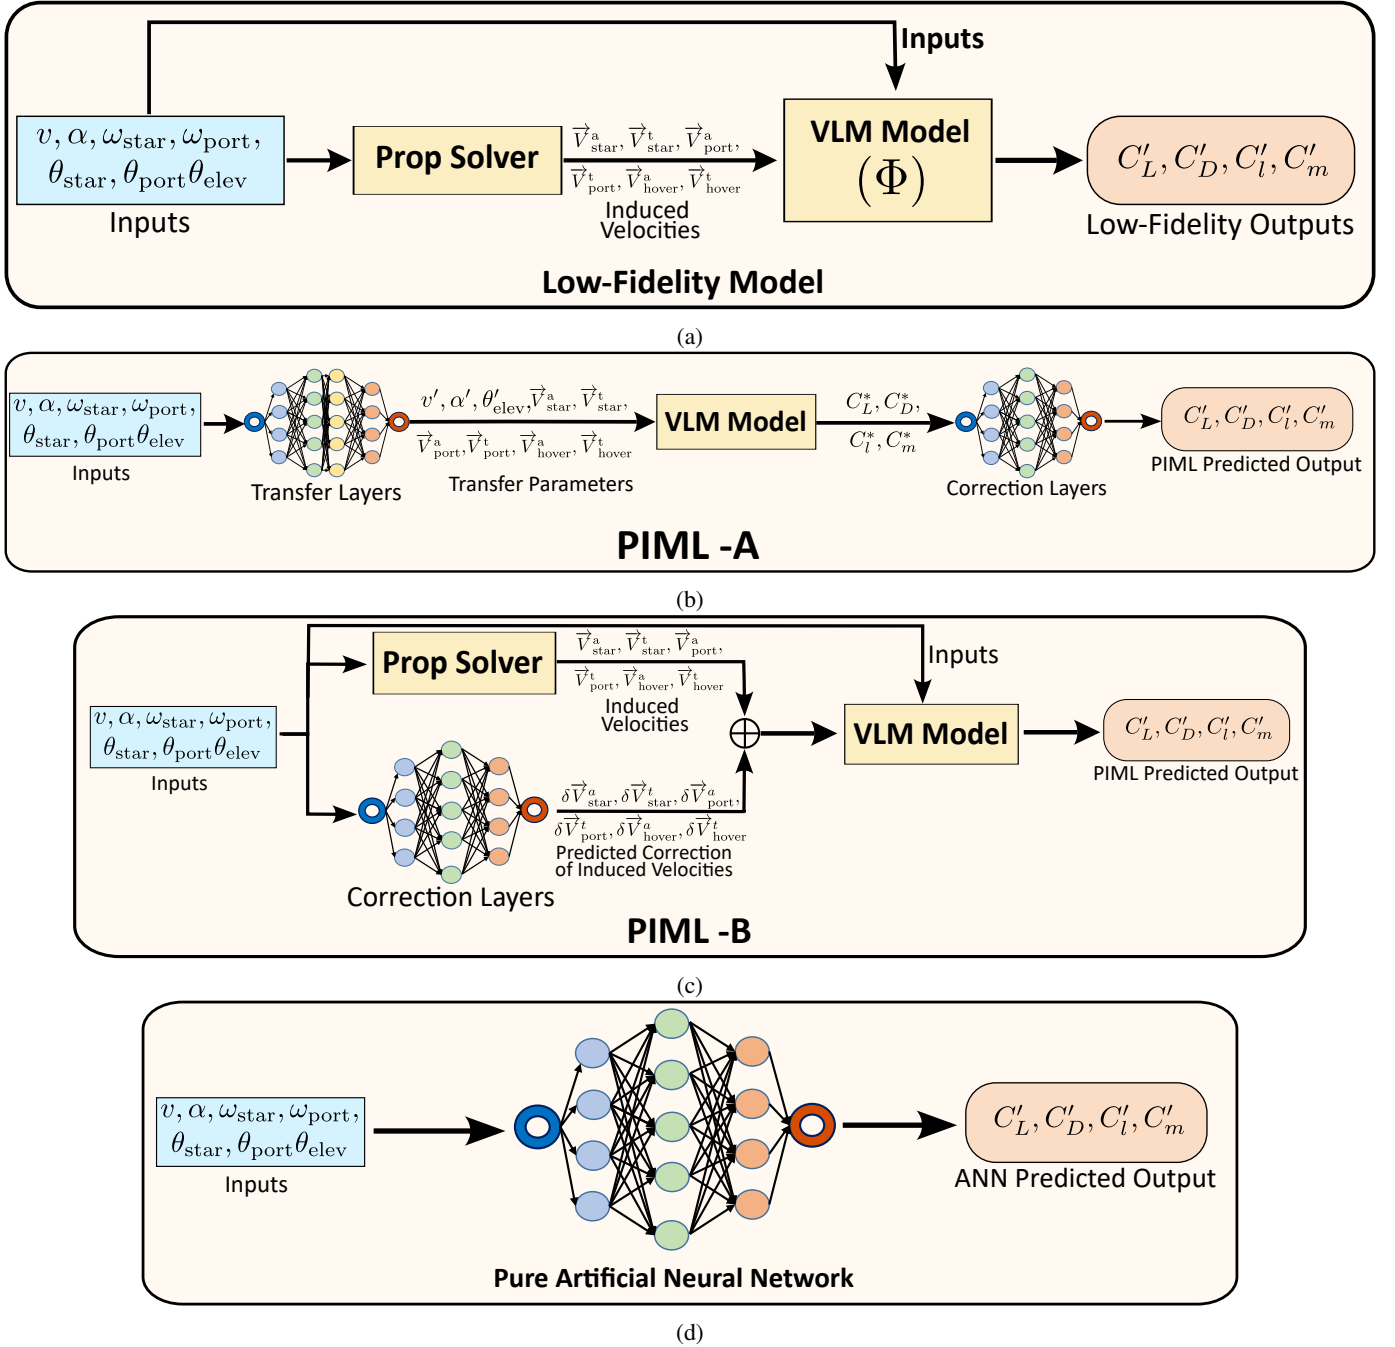 Inputs
v, α, ω_star, ω_port,
θ_star, θ_port θ_elev
Inputs
Prop Solver
V⃗^a_star, V⃗^t_star, V⃗^a_port,
V⃗^t_port, V⃗^a_hover, V⃗^t_hover
Induced
Velocities
VLM Model
(Φ)
C′_L, C′_D, C′_l, C′_m
Low-Fidelity Outputs
Low-Fidelity Model
(a)
v, α, ω_star, ω_port,
θ_star, θ_port θ_elev
Inputs
Transfer Layers
v′, α′, θ′_elev, V⃗^a_star, V⃗^t_star,
V⃗^a_port, V⃗^t_port, V⃗^a_hover, V⃗^t_hover
Transfer Parameters
VLM Model
C*_L, C*_D,
C*_l, C*_m
Correction Layers
C′_L, C′_D, C′_l, C′_m
PIML Predicted Output
PIML -A
(b)
v, α, ω_star, ω_port,
θ_star, θ_port θ_elev
Inputs
Prop Solver
V⃗^a_star, V⃗^t_star, V⃗^a_port,
V⃗^t_port, V⃗^a_hover, V⃗^t_hover
Induced
Velocities
Inputs
Correction Layers
δV⃗^a_star, δV⃗^t_star, δV⃗^a_port,
δV⃗^t_port, δV⃗^a_hover, δV⃗^t_hover
Predicted Correction
of Induced Velocities
VLM Model
C′_L, C′_D, C′_l, C′_m
PIML Predicted Output
PIML -B
(c)
v, α, ω_star, ω_port,
θ_star, θ_port θ_elev
Inputs
C′_L, C′_D, C′_l, C′_m
ANN Predicted Output
Pure Artificial Neural Network
(d)